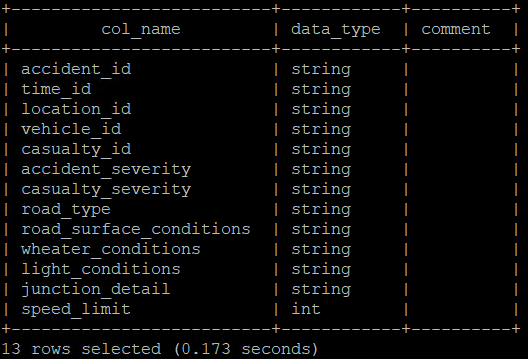 +--------------------------+------------+----------+
|         col_name         | data_type  | comment  |
+--------------------------+------------+----------+
| accident_id              | string     |          |
| time_id                  | string     |          |
| location_id              | string     |          |
| vehicle_id               | string     |          |
| casualty_id              | string     |          |
| accident_severity        | string     |          |
| casualty_severity        | string     |          |
| road_type                | string     |          |
| road_surface_conditions  | string     |          |
| wheater_conditions       | string     |          |
| light_conditions         | string     |          |
| junction_detail          | string     |          |
| speed_limit              | int        |          |
+--------------------------+------------+----------+
13 rows selected (0.173 seconds)